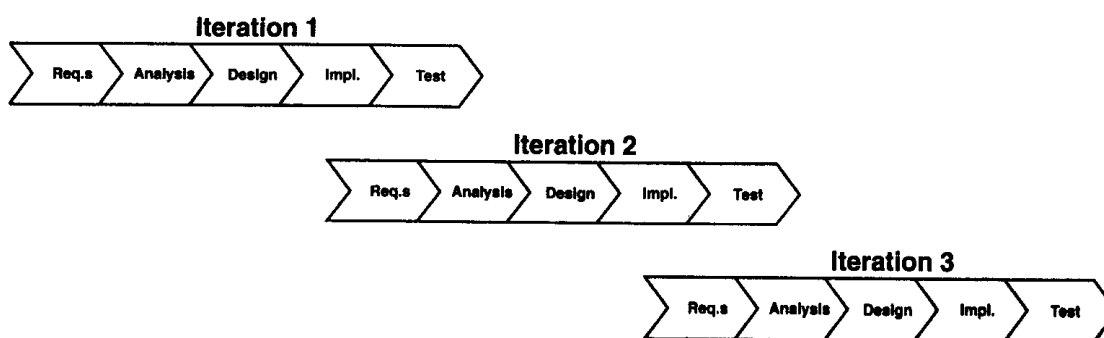 Iteration 1
Req.s Analysis Design Impl. Test
Iteration 2
Req.s Analysis Design Impl. Test
Iteration 3
Req.s Analysis Design Impl. Test